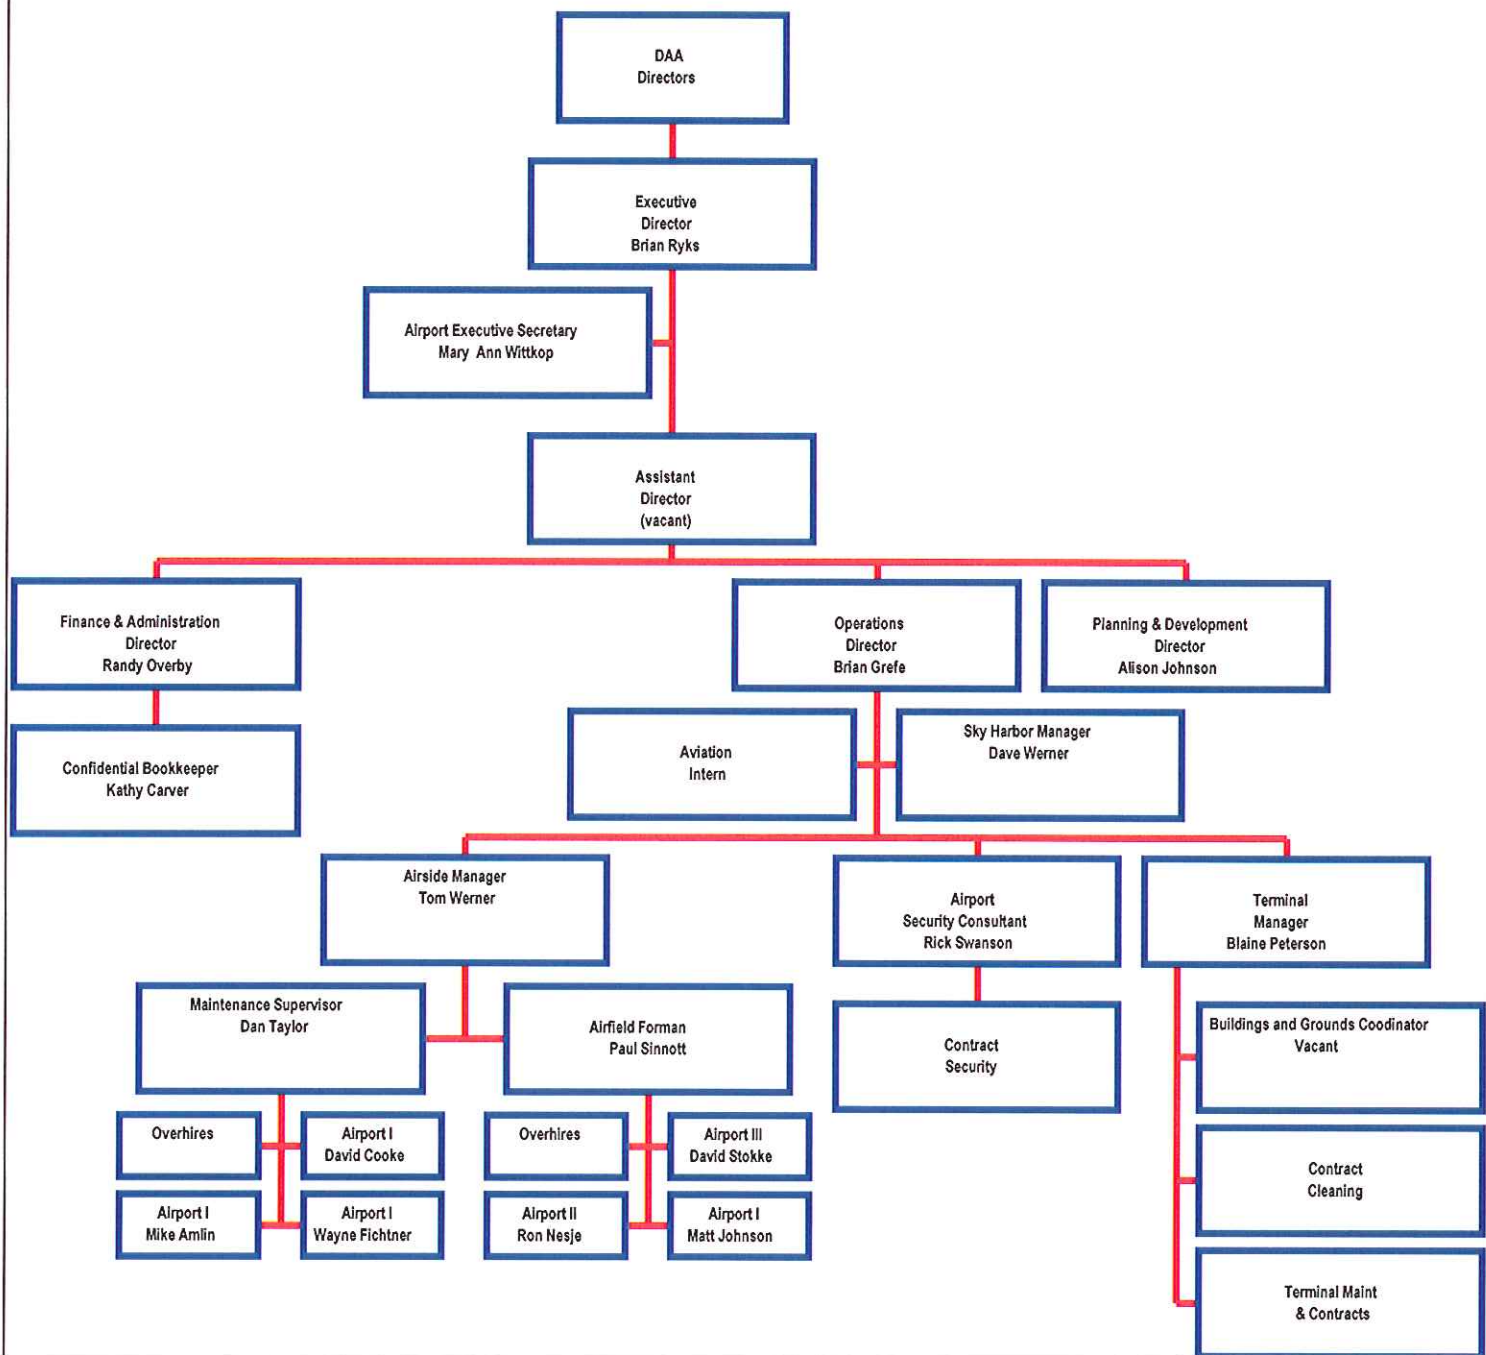 DAA
Directors
Executive
Director
Brian Ryks
Airport Executive Secretary
Mary Ann Wittkop
Assistant
Director
(vacant)
Finance & Administration
Director
Randy Overby
Operations
Director
Brian Grefe
Planning & Development
Director
Alison Johnson
Confidential Bookkeeper
Kathy Carver
Aviation
Intern
Sky Harbor Manager
Dave Werner
Airside Manager
Tom Werner
Airport
Security Consultant
Rick Swanson
Terminal
Manager
Blaine Peterson
Maintenance Supervisor
Dan Taylor
Airfield Forman
Paul Sinnott
Contract
Security
Buildings and Grounds Coodinator
Vacant
Overhires
Airport I
David Cooke
Overhires
Airport III
David Stokke
Airport I
Mike Amlin
Airport I
Wayne Fichtner
Airport II
Ron Nesje
Airport I
Matt Johnson
Contract
Cleaning
Terminal Maint
& Contracts